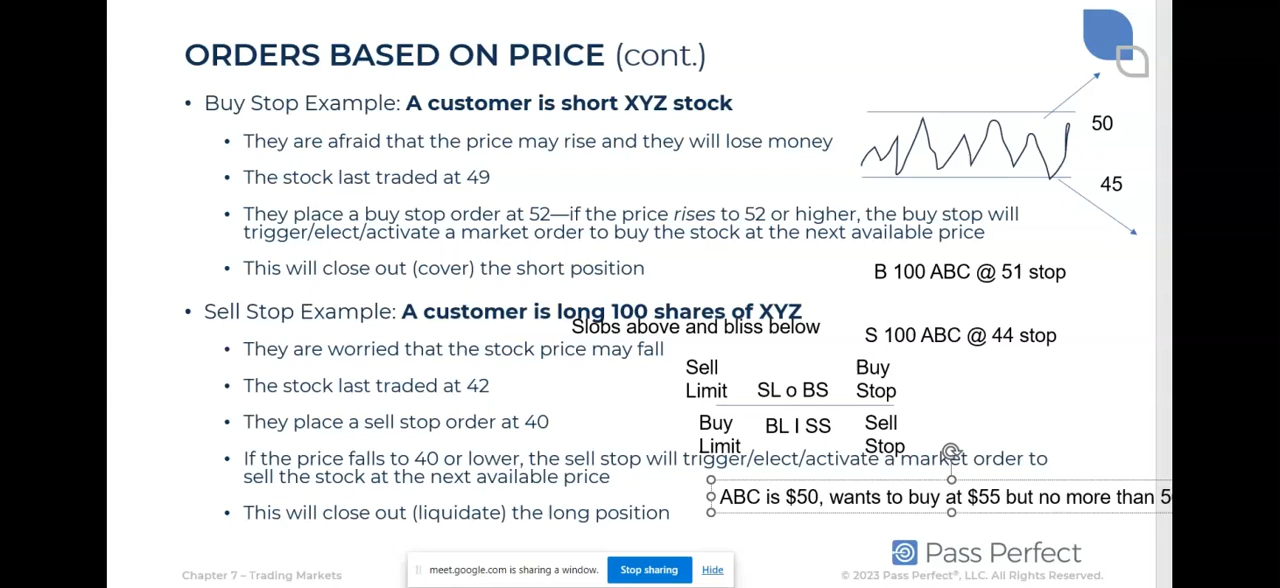 ORDERS BASED ON PRICE (cont.)
• Buy Stop Example: A customer is short XYZ stock
• They are afraid that the price may rise and they will lose money
• The stock last traded at 49
• They place a buy stop order at 52—if the price rises to 52 or higher, the buy stop will
trigger/elect/activate a market order to buy the stock at the next available price
• This will close out (cover) the short position
50
45
B 100 ABC @ 51 stop
• Sell Stop Example: A customer is long 100 shares of XYZ
Slobs above and bliss below
S 100 ABC @ 44 stop
• They are worried that the stock price may fall
• The stock last traded at 42
• They place a sell stop order at 40
• If the price falls to 40 or lower, the sell stop will trigger/elect/activate a market order to
sell the stock at the next available price
• This will close out (liquidate) the long position
Sell
Limit
SL o BS
Buy
Stop
Buy
Limit
BL I SS
Sell
Stop
ABC is $50, wants to buy at $55 but no more than
meet.google.com is sharing a window.
Stop sharing
Hide
Pass Perfect
Chapter 7 – Trading Markets
© 2023 Pass Perfect®, LLC. All Rights Reserved.